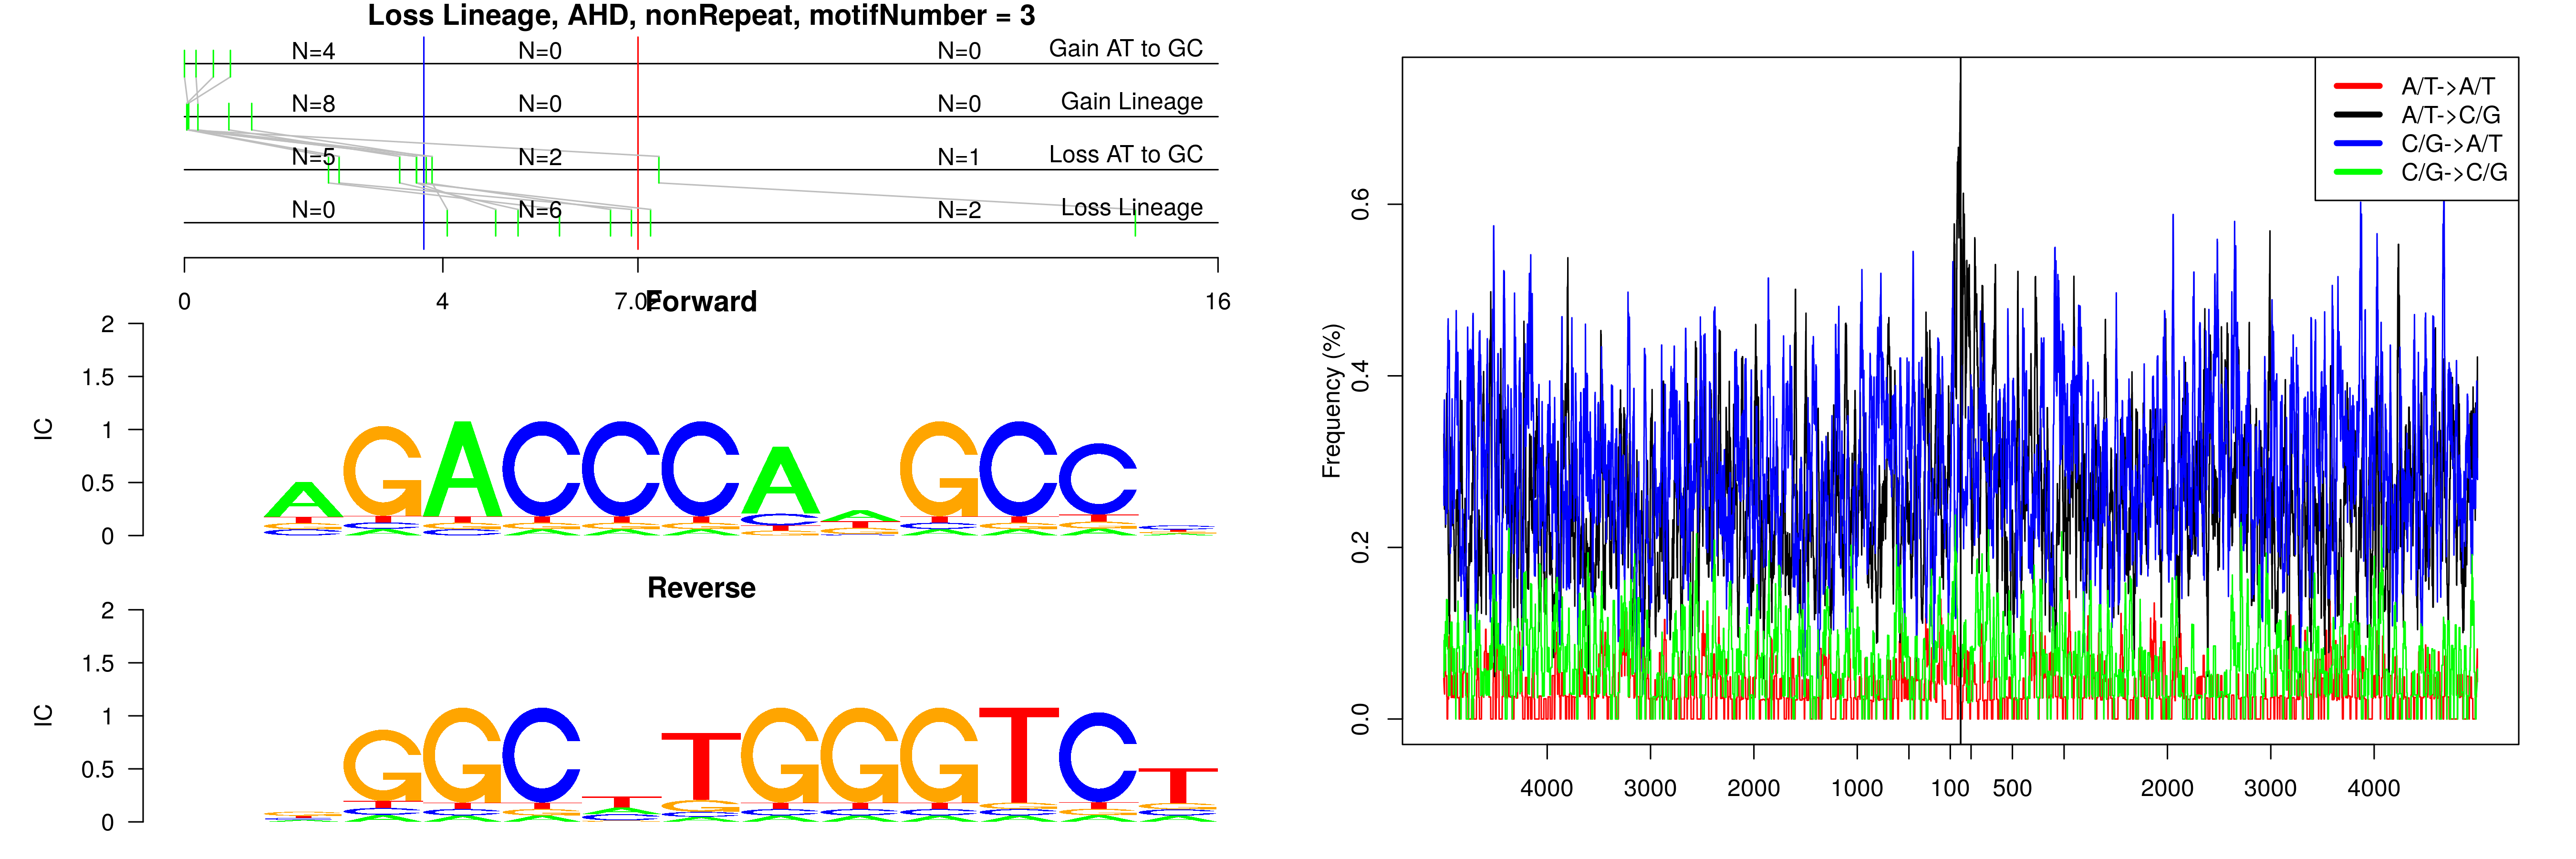 Loss Lineage, AHD, nonRepeat, motifNumber = 3
N=4 N=0 N=0 Gain AT to GC
N=8 N=0 N=0 Gain Lineage
N=5 N=2 N=1 Loss AT to GC
N=0 N=6 N=2 Loss Lineage
0 4 7.02 16
Forward
IC
2
1.5
1
0.5
0
AGACCCAAGCC
Reverse
IC
2
1.5
1
0.5
0
GGCTTGGGTCT
A/T->A/T
A/T->C/G
C/G->A/T
C/G->C/G
Frequency (%)
0.6
0.4
0.2
0.0
4000 3000 2000 1000 100 500 2000 3000 4000